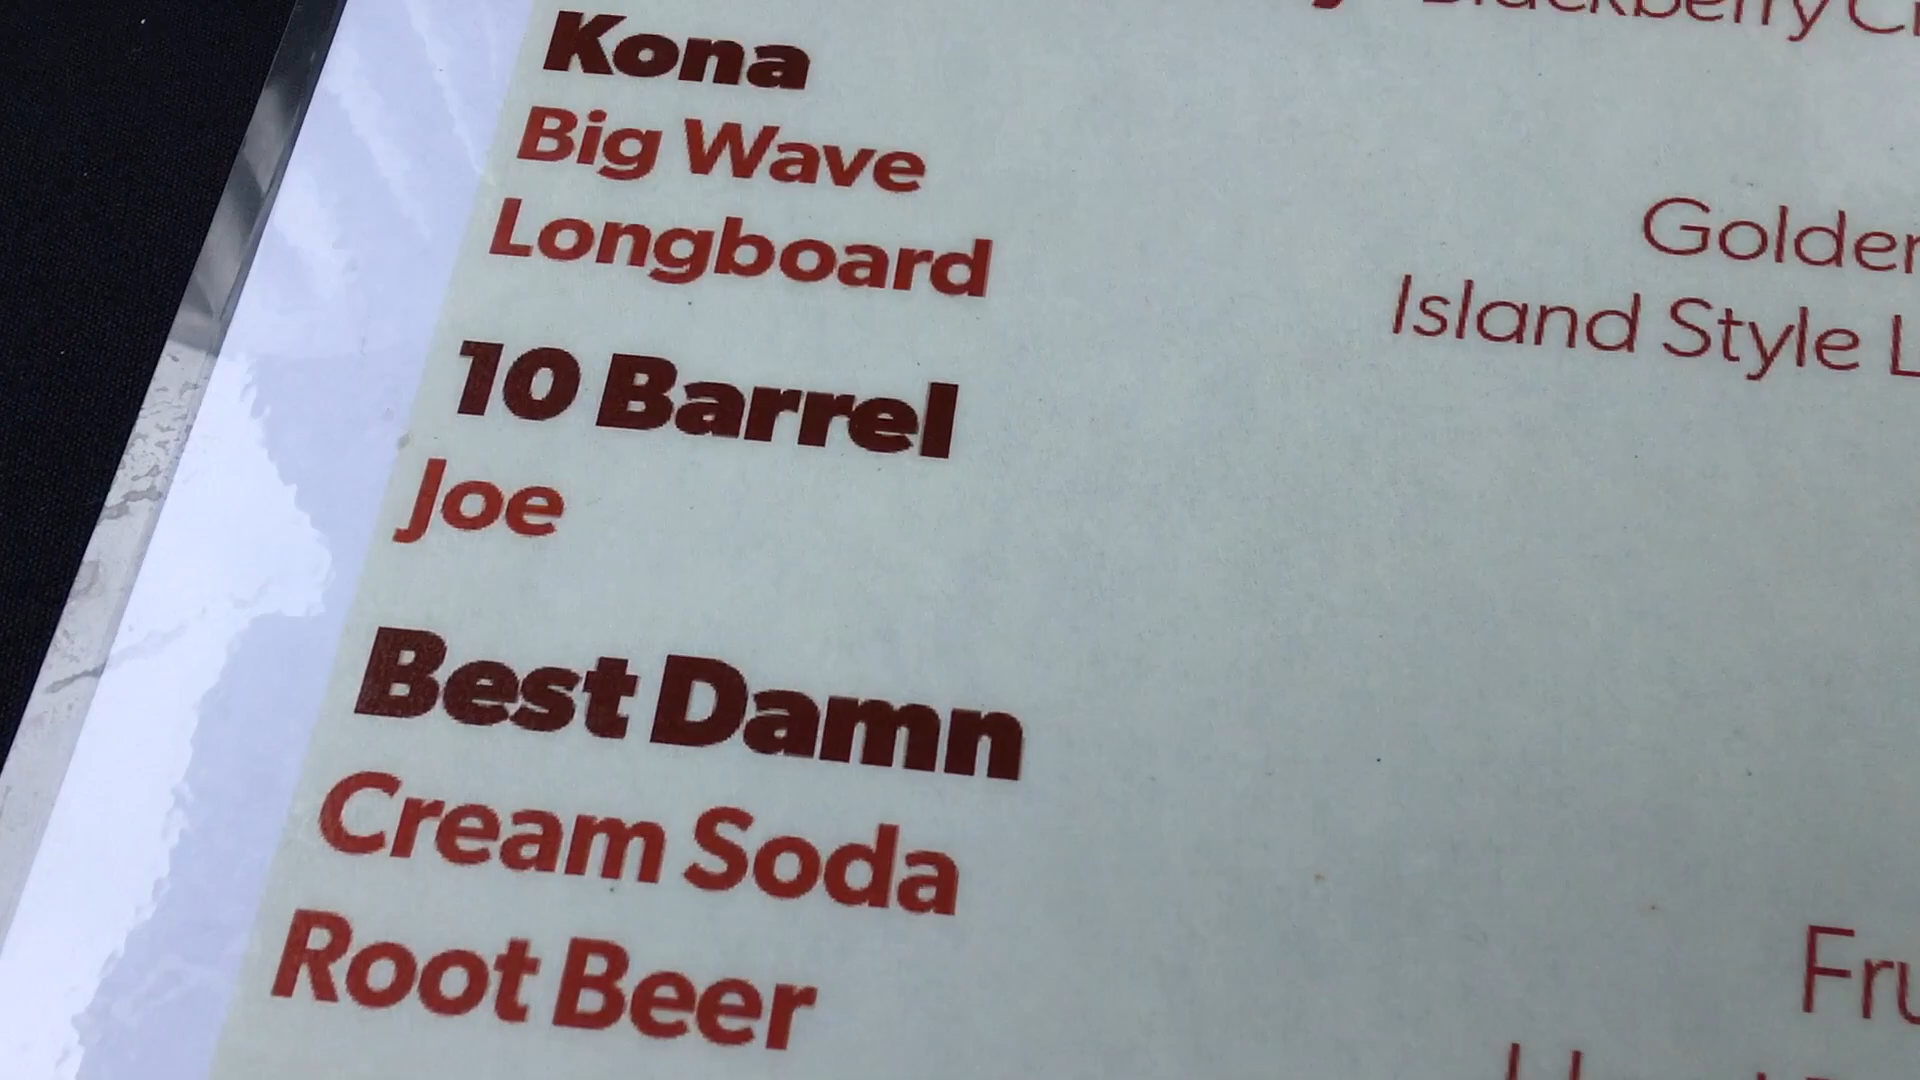 Kona
Big Wave
Golden
Longboard
Island Style
10 Barrel
Joe
Best Damn
Cream Soda
Root Beer